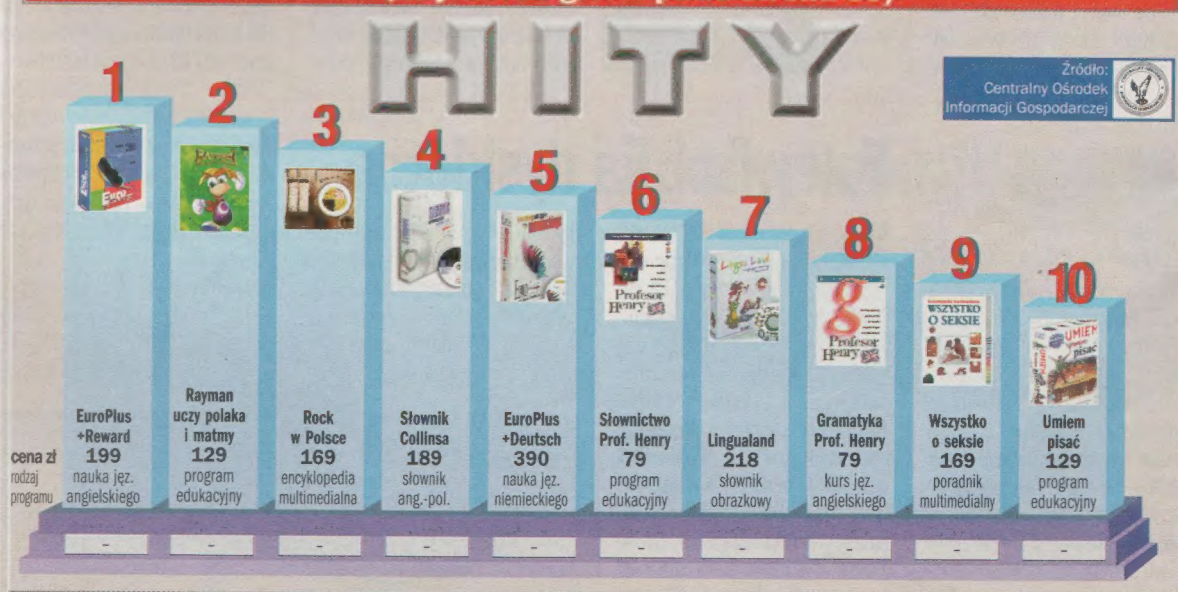 HITY
Źródło:
Centralny Ośrodek
Informacji Gospodarczej
1
2
3
4
5
6
7
8
9
10
cena zł
rodzaj
programu
EuroPlus
+Reward
199
nauka jęz.
angielskiego
Rayman
uczy polaka
i matmy
129
program
edukacyjny
Rock
w Polsce
169
encyklopedia
multimedialna
Słownik
Collinsa
189
słownik
ang.-pol.
EuroPlus
+Deutsch
390
nauka jęz.
niemieckiego
Profesor
Henry
Słownictwo
Prof. Henry
79
program
edukacyjny
Lingua Land
Lingualand
218
słownik
obrazkowy
g
Profesor
Henry
Gramatyka
Prof. Henry
79
kurs jęz.
angielskiego
WSZYSTKO
O SEKSIE
Wszystko
o seksie
169
poradnik
multimedialny
UMIEM
pisać
Umiem
pisać
129
program
edukacyjny
- - - - - - - - - -